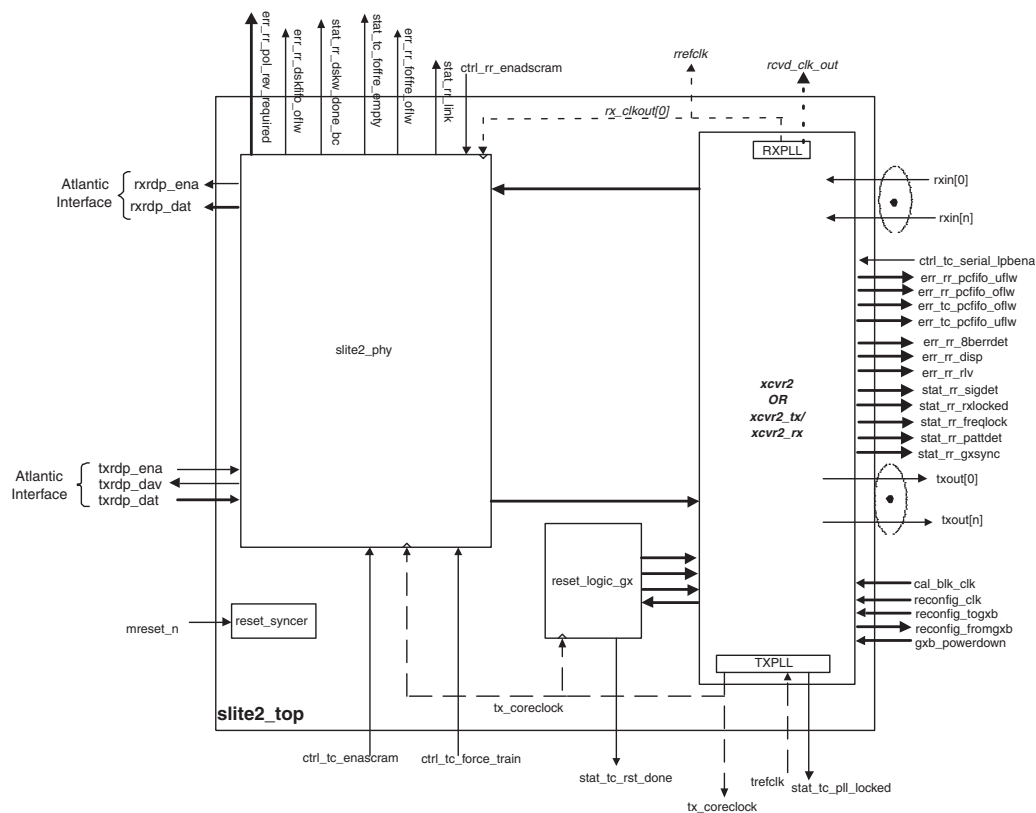 err_rr_pol_rev_required
err_rr_dskfifo_oflw
stat_rr_dskw_done_bc
stat_tc_foffre_empty
err_rr_foffre_oflw
stat_rr_link
ctrl_rr_enadscram
rrefclk
rcvd_clk_out
rx_clkout[0]
RXPLL
Atlantic
Interface
rxrdp_ena
rxrdp_dat
rxin[0]
rxin[n]
ctrl_tc_serial_lpbena
err_rr_pcfifo_uflw
err_rr_pcfifo_oflw
err_tc_pcfifo_oflw
err_tc_pcfifo_uflw
err_rr_8berrdet
err_rr_disp
err_rr_rlv
stat_rr_sigdet
stat_rr_rxlocked
stat_rr_freqlock
stat_rr_pattdet
stat_rr_gxsync
slite2_phy
xcvr2
OR
xcvr2_tx/
xcvr2_rx
Atlantic
Interface
txrdp_ena
txrdp_dav
txrdp_dat
txout[0]
txout[n]
reset_logic_gx
cal_blk_clk
reconfig_clk
reconfig_togxb
reconfig_fromgxb
gxb_powerdown
mreset_n
reset_syncer
TXPLL
tx_coreclock
slite2_top
ctrl_tc_enascram
ctrl_tc_force_train
stat_tc_rst_done
trefclk
stat_tc_pll_locked
tx_coreclock